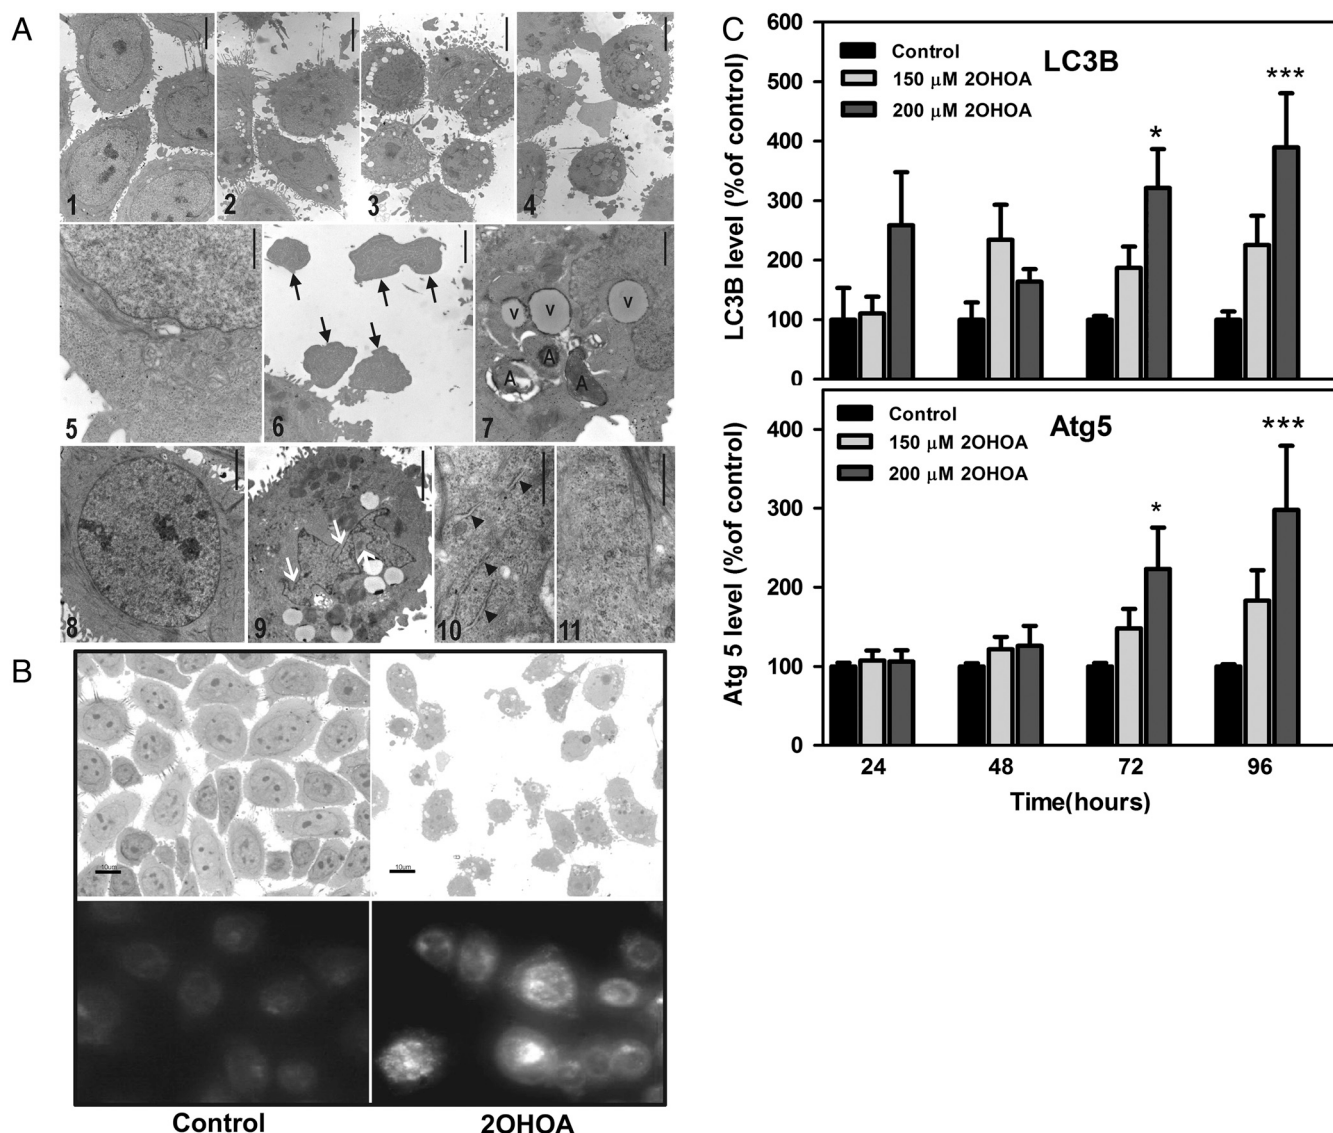 A
1
2
3
4
5
6
7
V
V
V
A
A
A
8
9
10
11
B
10um
10um
Control
2OHOA
C
600
500
400
300
200
100
0
LC3B level (%of control)
Control
150 μM 2OHOA
200 μM 2OHOA
LC3B
*
***
400
300
200
100
0
Atg 5 level (%of control)
Control
150 μM 2OHOA
200 μM 2OHOA
Atg5
*
***
24 48 72 96
Time(hours)